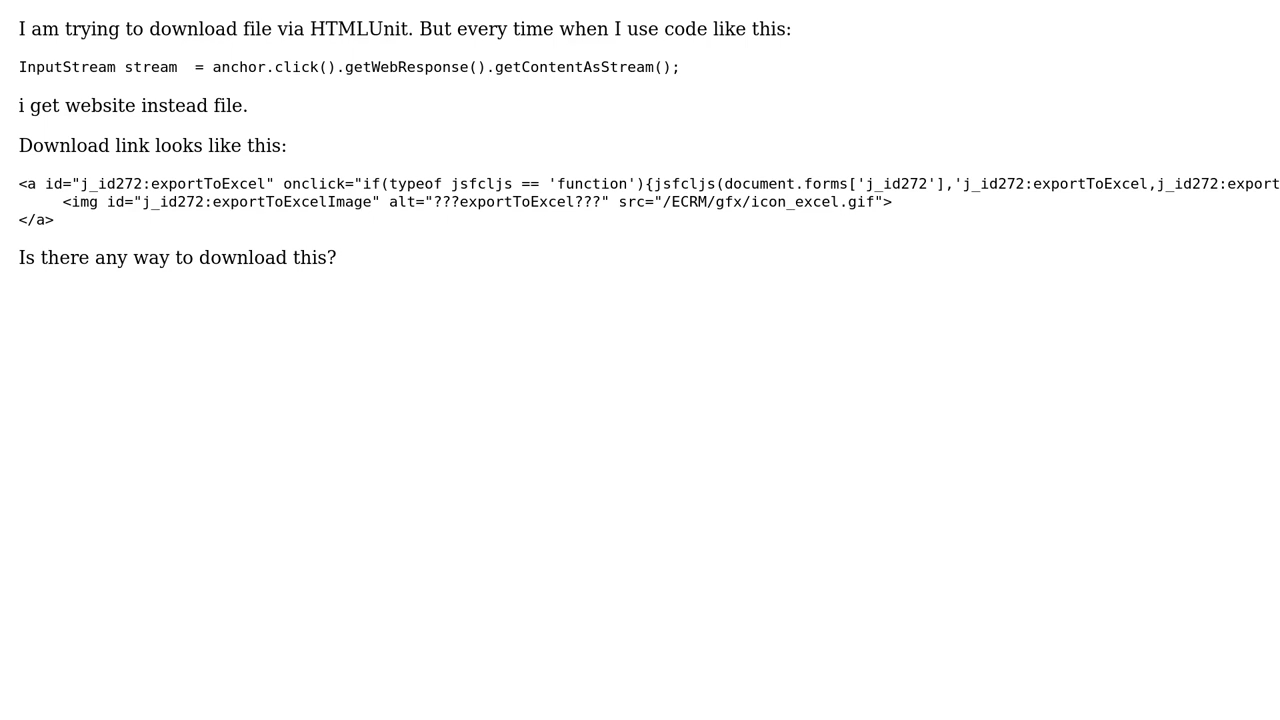 I am trying to download file via HTMLUnit. But every time when I use code like this:
InputStream stream  = anchor.click().getWebResponse().getContentAsStream();
i get website instead file.
Download link looks like this:
<a id="j_id272:exportToExcel" onclick="if(typeof jsfcljs == 'function'){jsfcljs(document.forms['j_id272'],'j_id272:exportToExcel,j_id272:export
     <img id="j_id272:exportToExcelImage" alt="???exportToExcel???" src="/ECRM/gfx/icon_excel.gif">
</a>
Is there any way to download this?